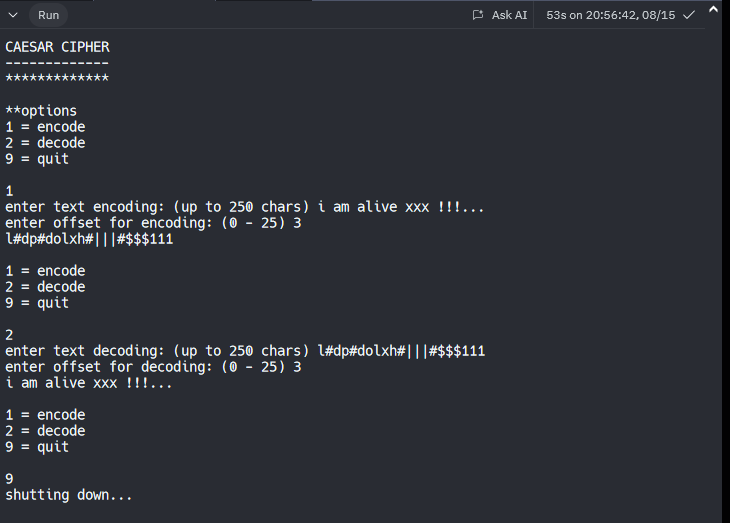 Run
Ask AI
53s on 20:56:42, 08/15
CAESAR CIPHER
-------------
*************
**options
1 = encode
2 = decode
9 = quit
1
enter text encoding: (up to 250 chars) i am alive xxx !!!...
enter offset for encoding: (0 - 25) 3
l#dp#dolyh#{{{#$$$111
1 = encode
2 = decode
9 = quit
2
enter text decoding: (up to 250 chars) l#dp#dolyh#{{{#$$$111
enter offset for decoding: (0 - 25) 3
i am alive xxx !!!...
1 = encode
2 = decode
9 = quit
9
shutting down...